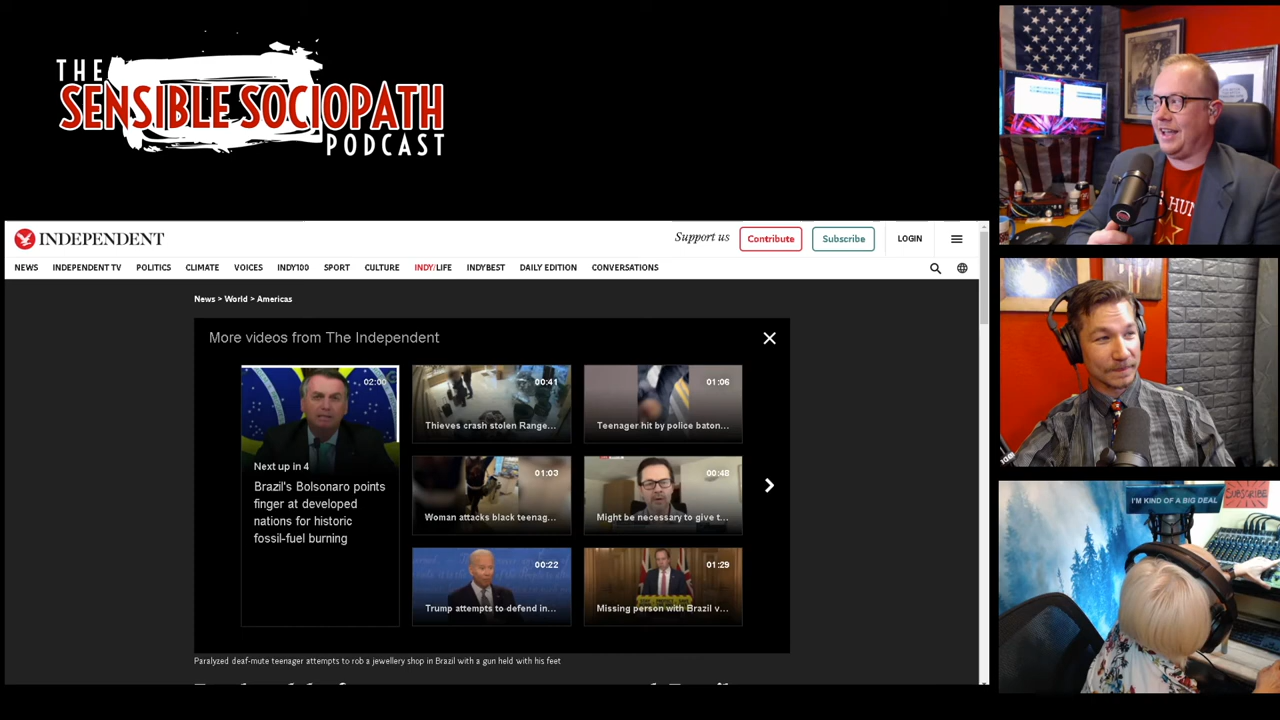 THE
SENSIBLE SOCIOPATH
PODCAST
INDEPENDENT
Support us
Contribute
Subscribe
LOGIN
NEWS INDEPENDENT TV POLITICS CLIMATE VOICES INDY100 SPORT CULTURE INDY/LIFE INDYBEST DAILY EDITION CONVERSATIONS
News > World > Americas
More videos from The Independent
02:00
Next up in 4
Brazil's Bolsonaro points
finger at developed
nations for historic
fossil-fuel burning
00:41
Thieves crash stolen Range...
01:06
Teenager hit by police baton...
01:03
Woman attacks black teenag...
00:48
Might be necessary to give t...
00:22
Trump attempts to defend in...
01:29
Missing person with Brazil v...
Paralyzed deaf-mute teenager attempts to rob a jewellery shop in Brazil with a gun held with his feet
HUN
I'M KIND OF A BIG DEAL
SUBSCRIBE